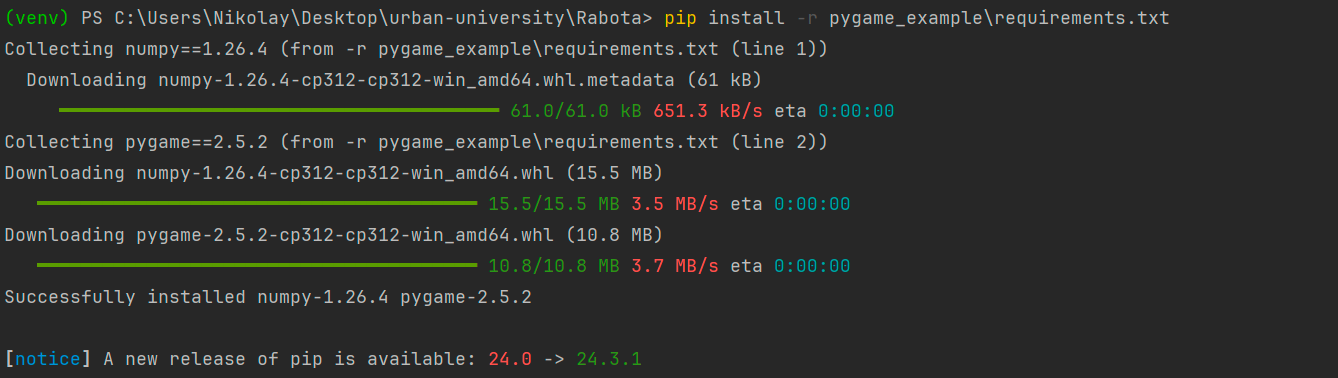 (venv) PS C:\Users\Nikolay\Desktop\urban-university\Rabota> pip install -r pygame_example\requirements.txt
Collecting numpy==1.26.4 (from -r pygame_example\requirements.txt (line 1))
  Downloading numpy-1.26.4-cp312-cp312-win_amd64.whl.metadata (61 kB)
61.0/61.0 kB 651.3 kB/s eta 0:00:00
Collecting pygame==2.5.2 (from -r pygame_example\requirements.txt (line 2))
Downloading numpy-1.26.4-cp312-cp312-win_amd64.whl (15.5 MB)
15.5/15.5 MB 3.5 MB/s eta 0:00:00
Downloading pygame-2.5.2-cp312-cp312-win_amd64.whl (10.8 MB)
10.8/10.8 MB 3.7 MB/s eta 0:00:00
Successfully installed numpy-1.26.4 pygame-2.5.2
[notice] A new release of pip is available: 24.0 -> 24.3.1